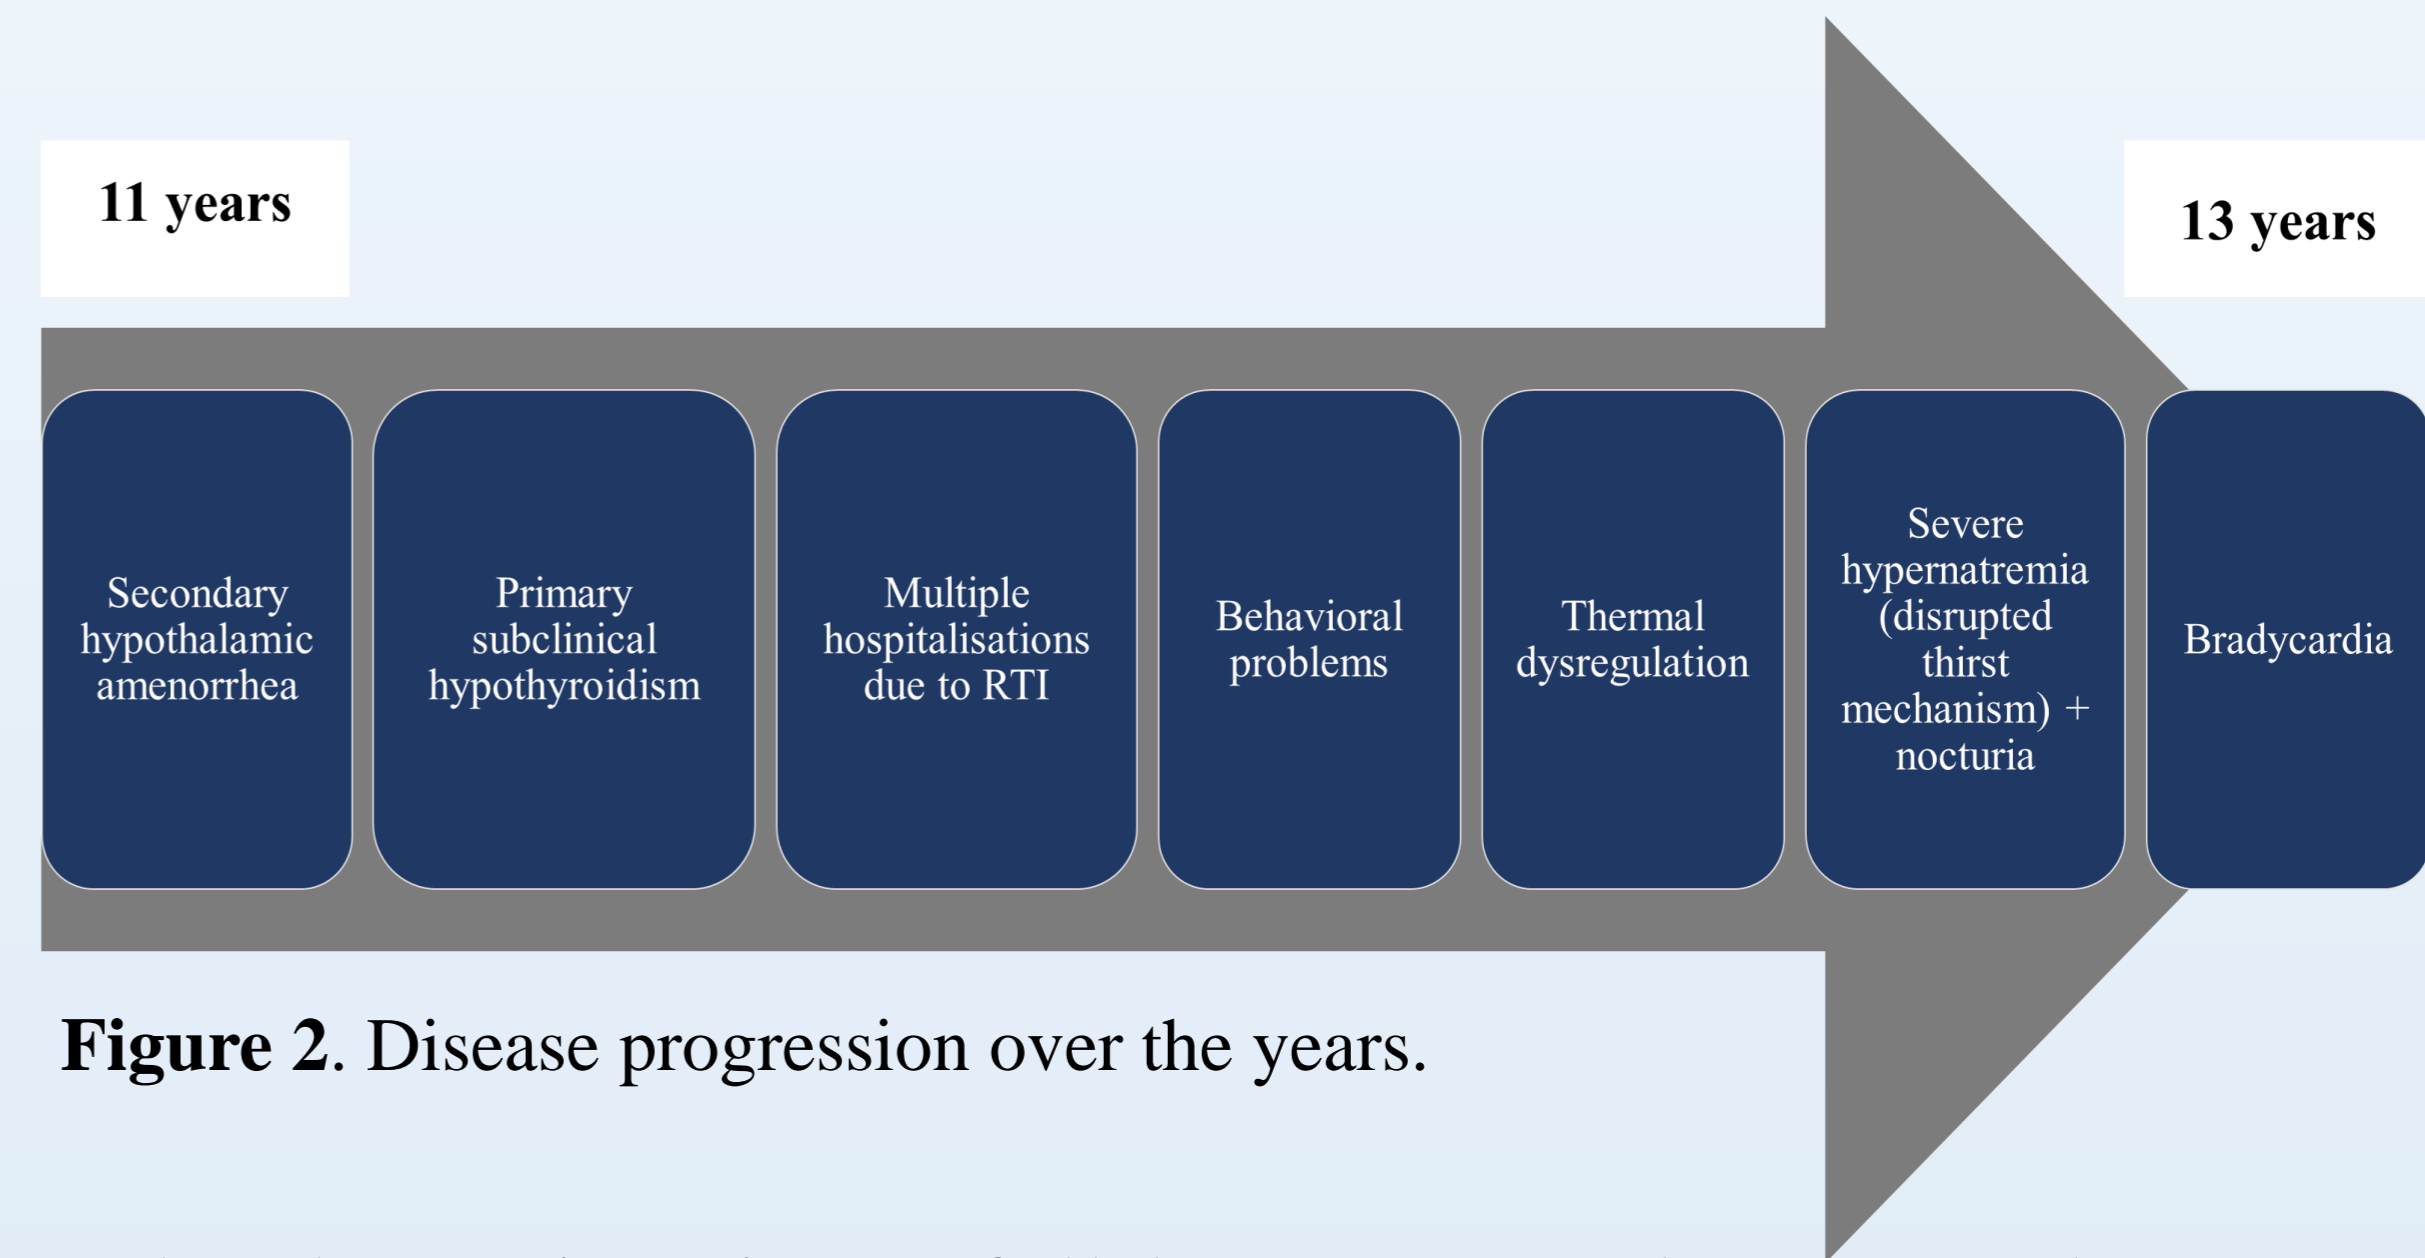 11 years
13 years
Secondary
hypothalamic
amenorrhea
Primary
subclinical
hypothyroidism
Multiple
hospitalisations
due to RTI
Behavioral
problems
Thermal
dysregulation
Severe
hypernatremia
(disrupted
thirst
mechanism) +
nocturia
Bradycardia
Figure 2. Disease progression over the years.